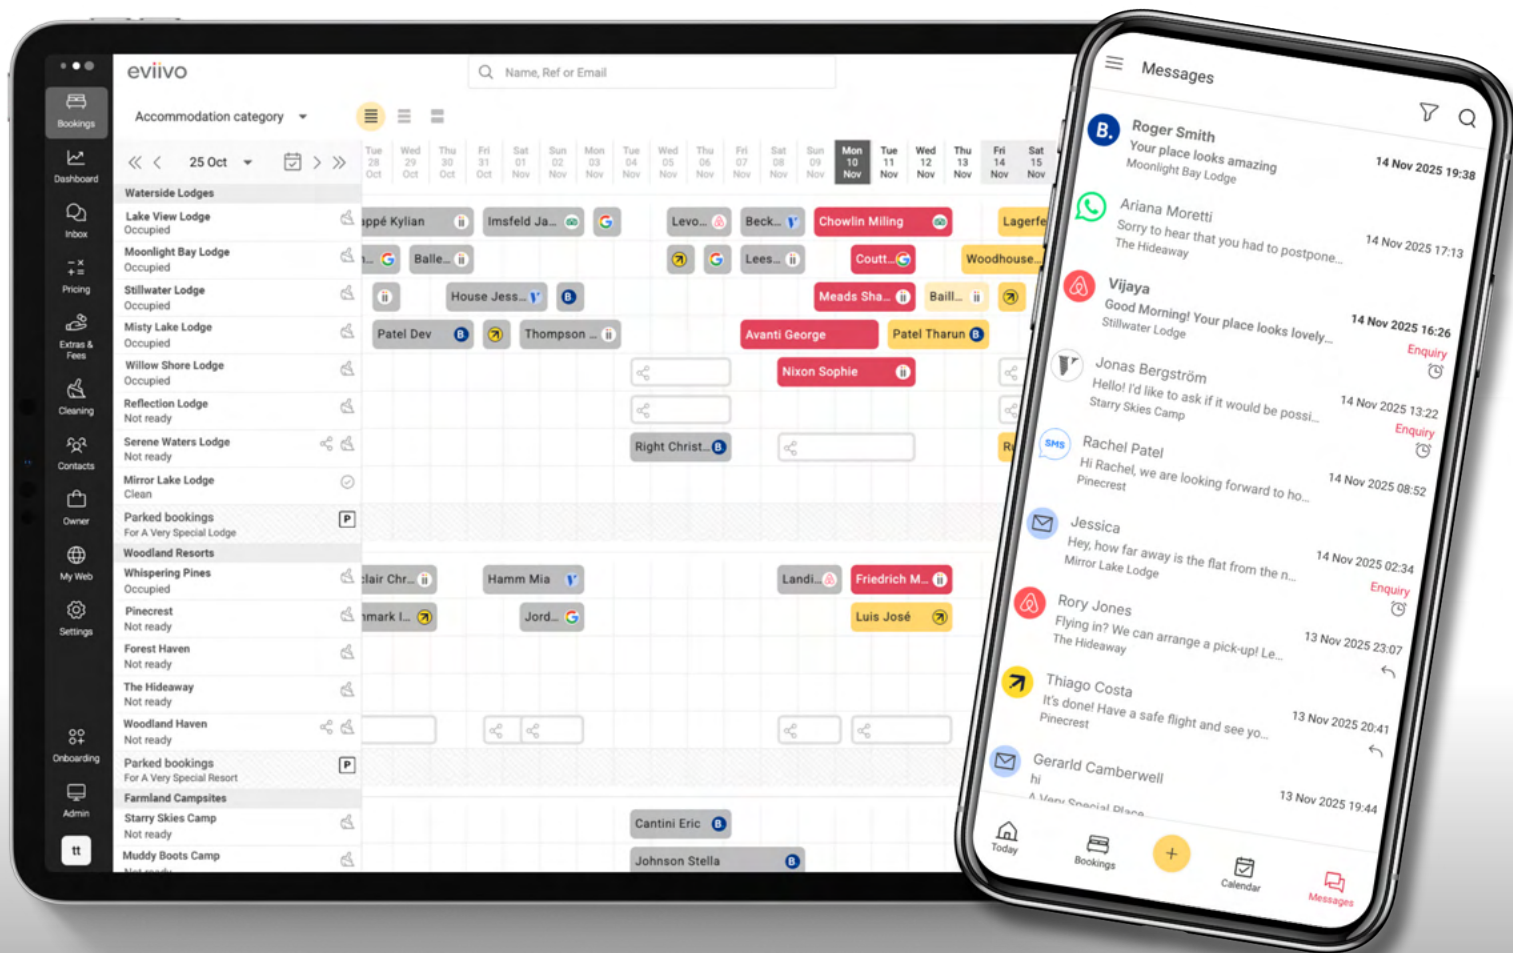 eviivo
Name, Ref or Email
Bookings
Dashboard
Inbox
Pricing
Extras &
Fees
Cleaning
Contacts
Owner
My Web
Settings
Onboarding
Admin
tt
Accommodation category
25 Oct
Tue 28 Oct
Wed 29 Oct
Thu 30 Oct
Fri 31 Oct
Sat 01 Nov
Sun 02 Nov
Mon 03 Nov
Tue 04 Nov
Wed 05 Nov
Thu 06 Nov
Fri 07 Nov
Sat 08 Nov
Sun 09 Nov
Mon 10 Nov
Tue 11 Nov
Wed 12 Nov
Thu 13 Nov
Fri 14 Nov
Sat 15 Nov
Waterside Lodges
Lake View Lodge
Occupied
appé Kylian
Imsfeld Ja...
Levo...
Beck...
Chowlin Miling
Lagerfe
Moonlight Bay Lodge
Occupied
Balle...
Lees...
Coutt...
Woodhouse...
Stillwater Lodge
Occupied
House Jess...
B.
Meads Sha...
Baill...
Misty Lake Lodge
Occupied
Patel Dev B
Thompson ...
Avanti George
Patel Tharun B
Willow Shore Lodge
Occupied
Nixon Sophie
Reflection Lodge
Not ready
Serene Waters Lodge
Not ready
Right Christ... B
Mirror Lake Lodge
Clean
Parked bookings
For A Very Special Lodge
P
Woodland Resorts
Whispering Pines
Occupied
clair Chr...
Hamm Mia
Landi...
Friedrich M...
Pinecrest
Not ready
nmark I...
Jord...
Luis José
Forest Haven
Not ready
The Hideaway
Not ready
Woodland Haven
Not ready
Parked bookings
For A Very Special Resort
P
Farmland Campsites
Starry Skies Camp
Not ready
Cantini Eric B
Muddy Boots Camp
Johnson Stella B
Messages
B.
Roger Smith
Your place looks amazing
Moonlight Bay Lodge
14 Nov 2025 19:38
Ariana Moretti
Sorry to hear that you had to postpone...
The Hideaway
14 Nov 2025 17:13
Vijaya
Good Morning! Your place looks lovely...
Stillwater Lodge
14 Nov 2025 16:26
Enquiry
Jonas Bergström
Hello! I'd like to ask if it would be possi...
Starry Skies Camp
14 Nov 2025 13:22
Enquiry
SMS
Rachel Patel
Hi Rachel, we are looking forward to ho...
Pinecrest
14 Nov 2025 08:52
Jessica
Hey, how far away is the flat from the n...
Mirror Lake Lodge
14 Nov 2025 02:34
Enquiry
Rory Jones
Flying in? We can arrange a pick-up! Le...
The Hideaway
13 Nov 2025 23:07
Thiago Costa
It's done! Have a safe flight and see yo...
Pinecrest
13 Nov 2025 20:41
Gerarld Camberwell
hi
A Very Special Place
13 Nov 2025 19:44
Today
Bookings
Calendar
Messages